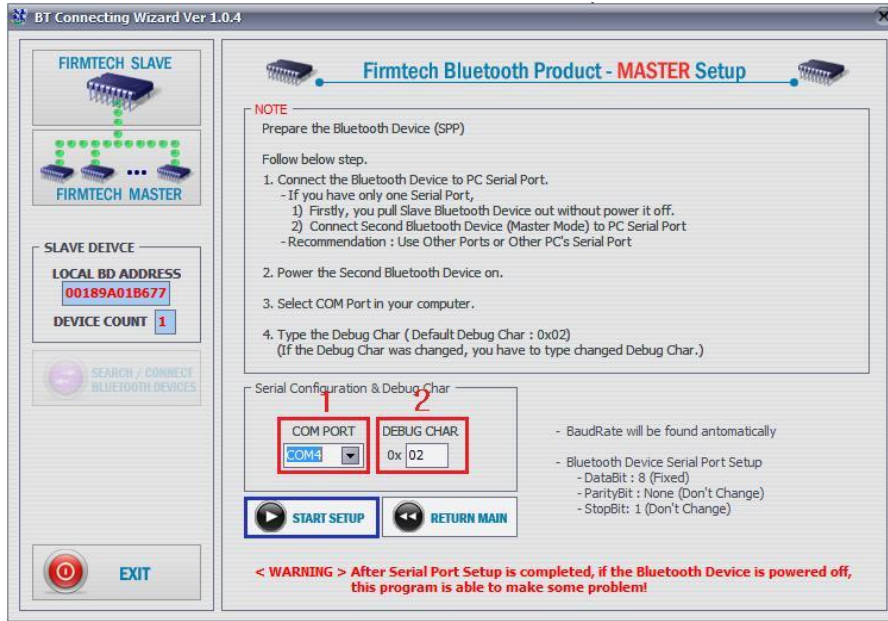 BT Connecting Wizard Ver 1.0.4
FIRMTECH SLAVE
...
FIRMTECH MASTER
SLAVE DEIVCE
LOCAL BD ADDRESS
00189A01B677
DEVICE COUNT 1
SEARCH / CONNECT
BLUETOOTH DEVICES
EXIT
Firmtech Bluetooth Product - MASTER Setup
NOTE
Prepare the Bluetooth Device (SPP)
Follow below step.
1. Connect the Bluetooth Device to PC Serial Port.
- If you have only one Serial Port,
1) Firstly, you pull Slave Bluetooth Device out without power it off.
2) Connect Second Bluetooth Device (Master Mode) to PC Serial Port
- Recommendation : Use Other Ports or Other PC's Serial Port
2. Power the Second Bluetooth Device on.
3. Select COM Port in your computer.
4. Type the Debug Char ( Default Debug Char : 0x02)
(If the Debug Char was changed, you have to type changed Debug Char.)
Serial Configuration & Debug Char
1 2
COM PORT DEBUG CHAR
COM4 0x 02
START SETUP RETURN MAIN
- BaudRate will be found antomatically
- Bluetooth Device Serial Port Setup
- DataBit : 8 (Fixed)
- ParityBit : None (Don't Change)
- StopBit: 1 (Don't Change)
< WARNING > After Serial Port Setup is completed, if the Bluetooth Device is powered off,
this program is able to make some problem!